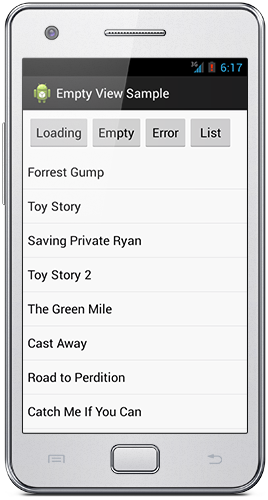 3G 6:17
Empty View Sample
Loading Empty Error List
Forrest Gump
Toy Story
Saving Private Ryan
Toy Story 2
The Green Mile
Cast Away
Road to Perdition
Catch Me If You Can